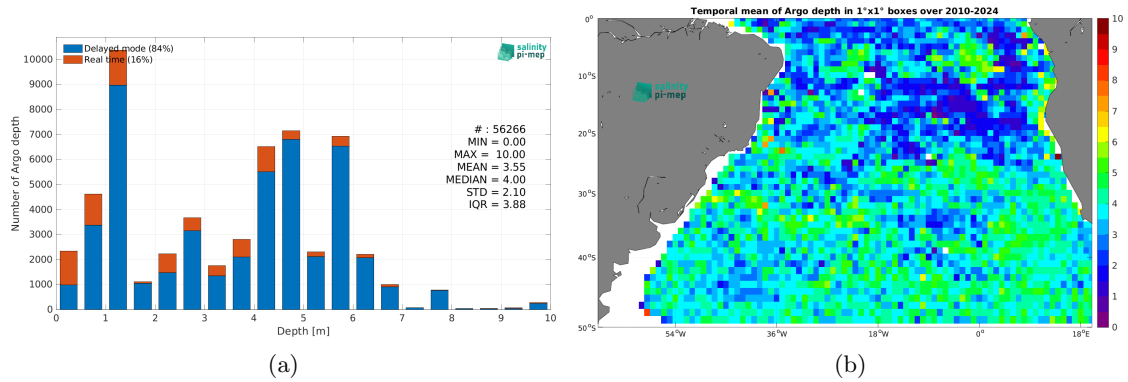 Delayed mode (84%)
Real time (16%)
salinity
pi-mep
10000
9000
8000
7000
6000
5000
4000
3000
2000
1000
0
Number of Argo depth
# : 56266
MIN = 0.00
MAX = 10.00
MEAN = 3.55
MEDIAN = 4.00
STD = 2.10
IQR = 3.88
0 1 2 3 4 5 6 7 8 9 10
Depth [m]
(a)
Temporal mean of Argo depth in 1°x1° boxes over 2010-2024
0°
10°S
20°S
30°S
40°S
50°S
salinity
pi-mep
54°W 36°W 18°W 0° 18°E
10
9
8
7
6
5
4
3
2
1
0
(b)